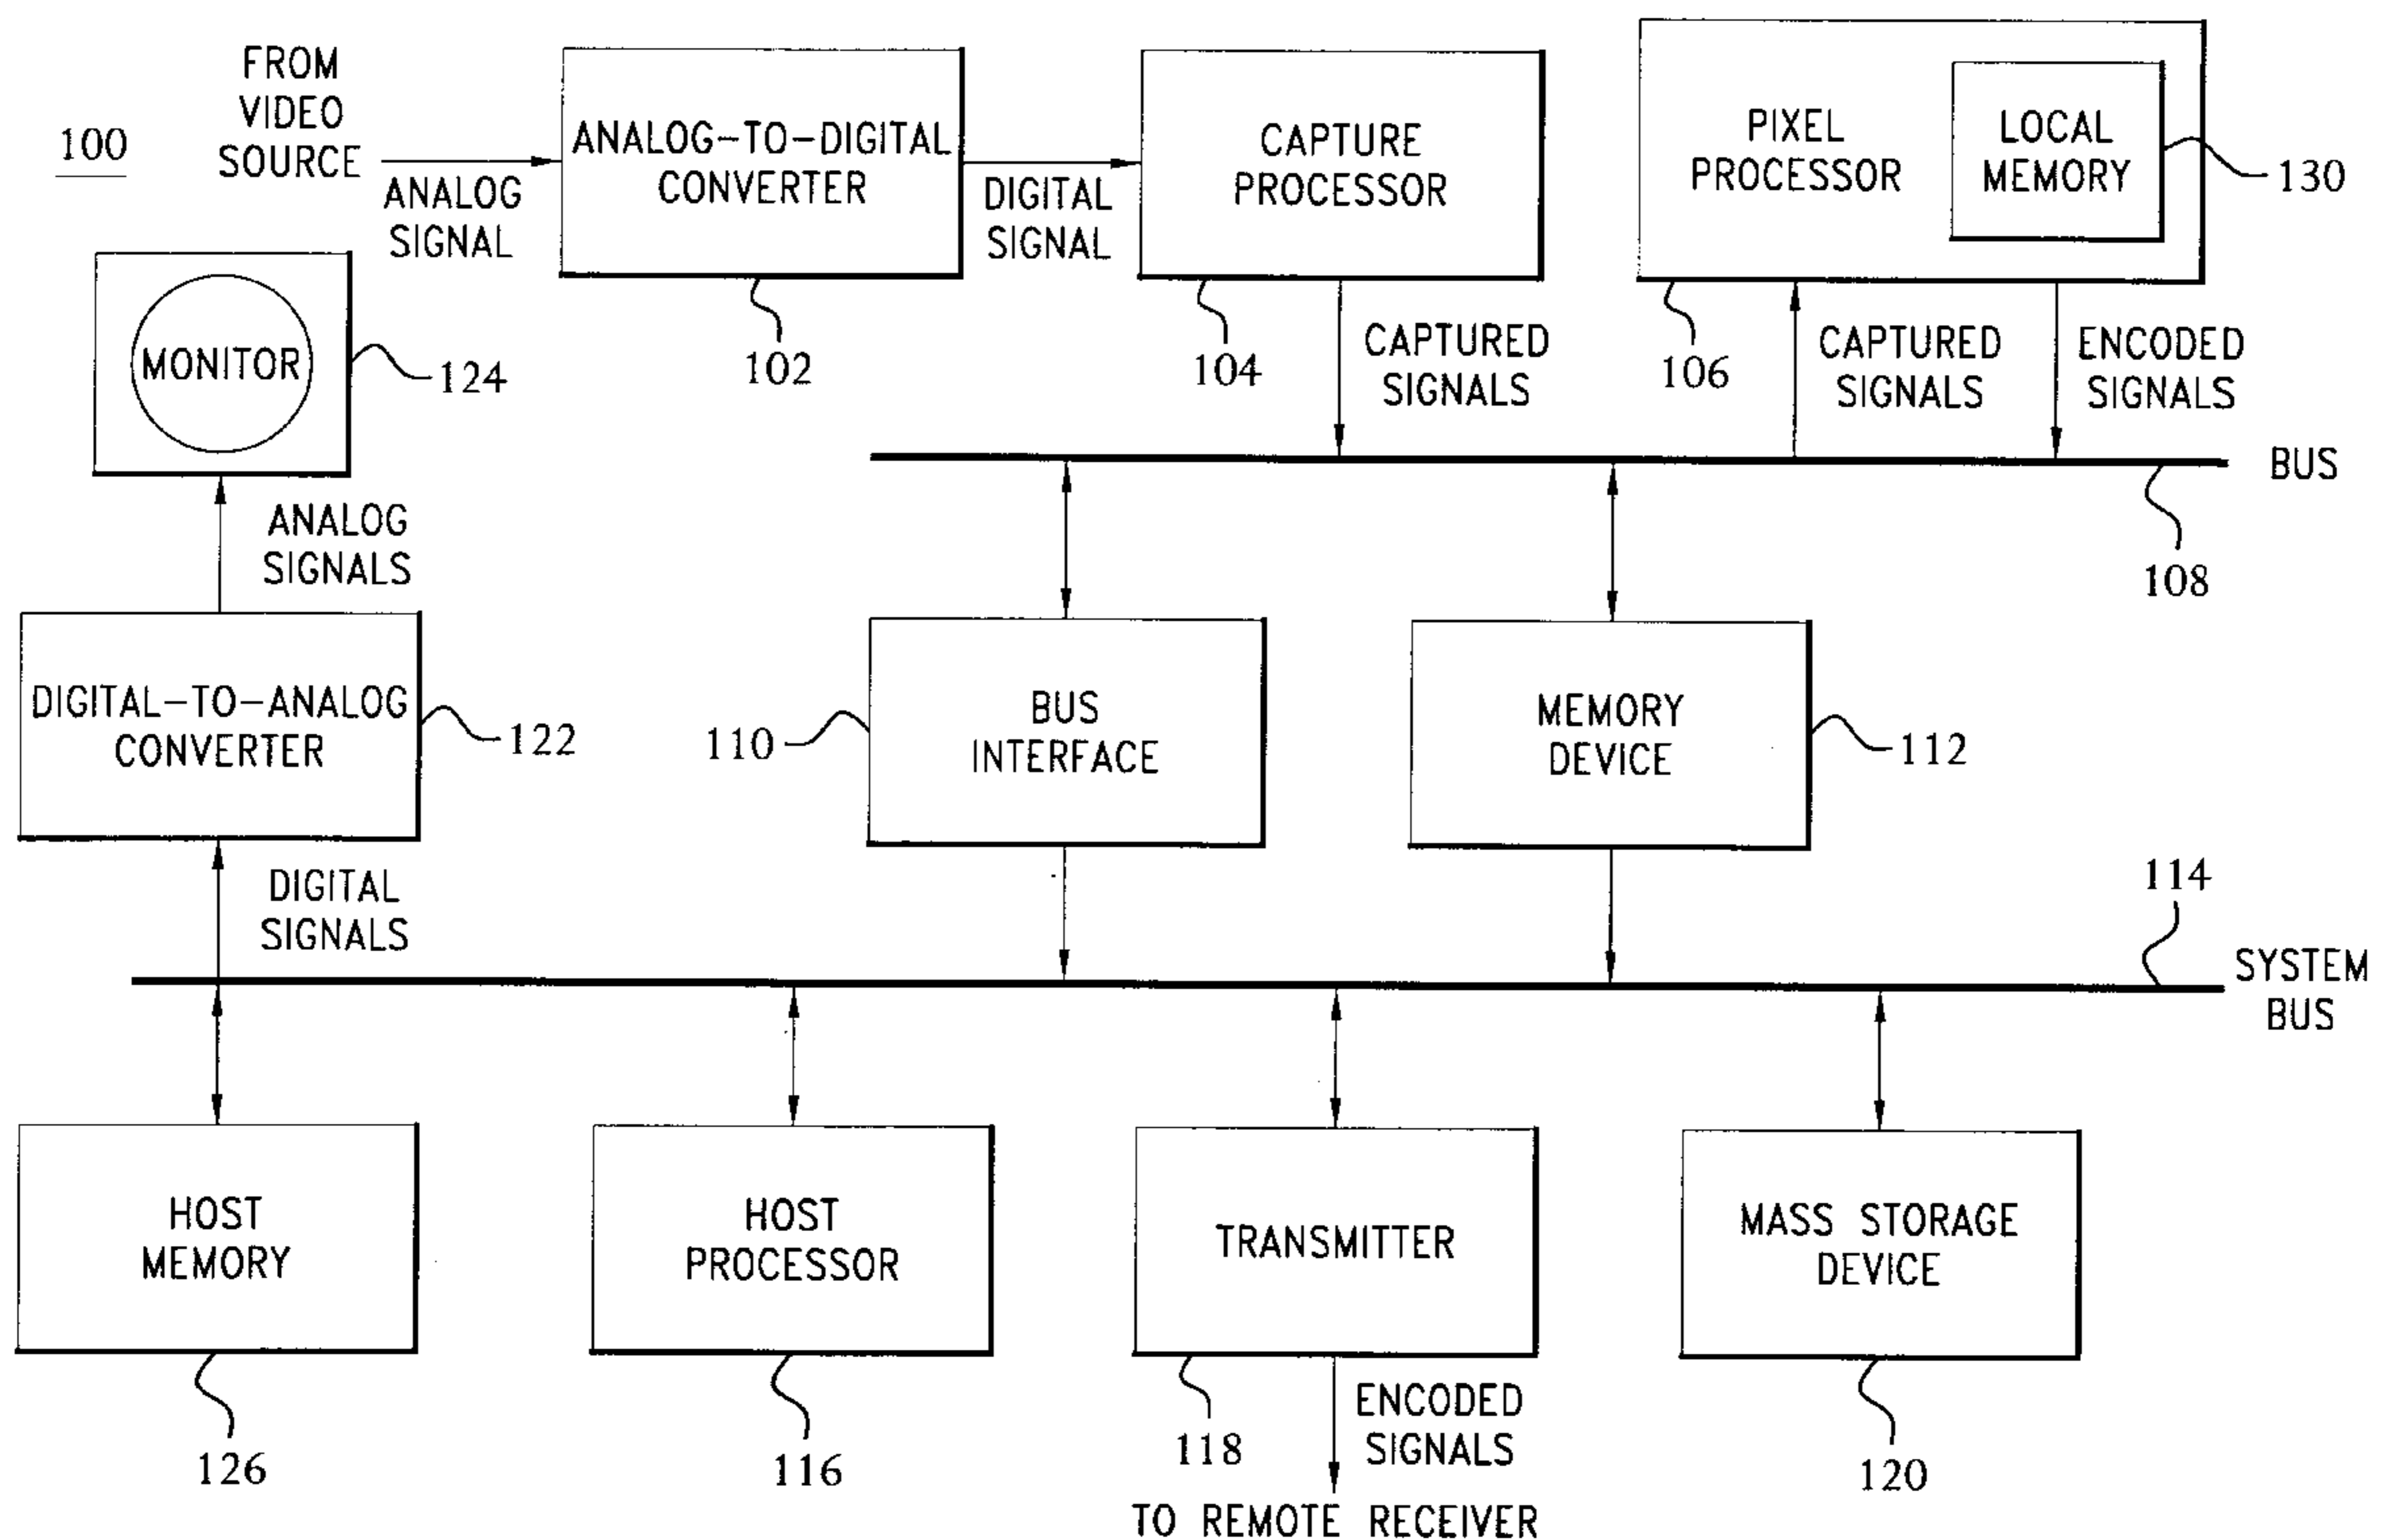 100
FROM
VIDEO
SOURCE
ANALOG
SIGNAL
ANALOG-TO-DIGITAL
CONVERTER
102
DIGITAL
SIGNAL
CAPTURE
PROCESSOR
104
CAPTURED
SIGNALS
PIXEL
PROCESSOR
LOCAL
MEMORY
130
106
CAPTURED
SIGNALS
ENCODED
SIGNALS
BUS
108
MONITOR
124
ANALOG
SIGNALS
DIGITAL-TO-ANALOG
CONVERTER
122
DIGITAL
SIGNALS
110
BUS
INTERFACE
MEMORY
DEVICE
112
114
SYSTEM
BUS
HOST
MEMORY
126
HOST
PROCESSOR
116
TRANSMITTER
118
ENCODED
SIGNALS
TO REMOTE RECEIVER
MASS STORAGE
DEVICE
120